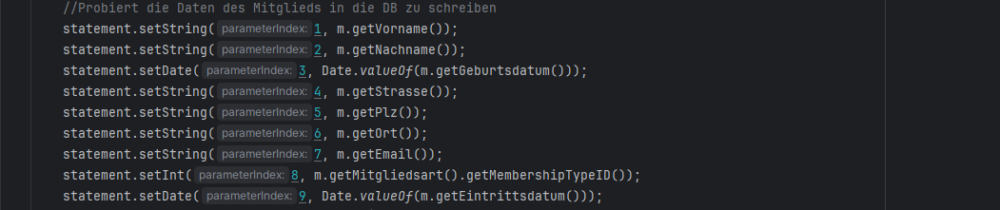 //Probiert die Daten des Mitglieds in die DB zu schreiben
statement.setString( parameterIndex: 1, m.getVorname());
statement.setString( parameterIndex: 2, m.getNachname());
statement.setDate( parameterIndex: 3, Date.valueOf(m.getGeburtsdatum()));
statement.setString( parameterIndex: 4, m.getStrasse());
statement.setString( parameterIndex: 5, m.getPlz());
statement.setString( parameterIndex: 6, m.getOrt());
statement.setString( parameterIndex: 7, m.getEmail());
statement.setInt( parameterIndex: 8, m.getMitgliedsart().getMembershipTypeID());
statement.setDate( parameterIndex: 9, Date.valueOf(m.getEintrittsdatum()));